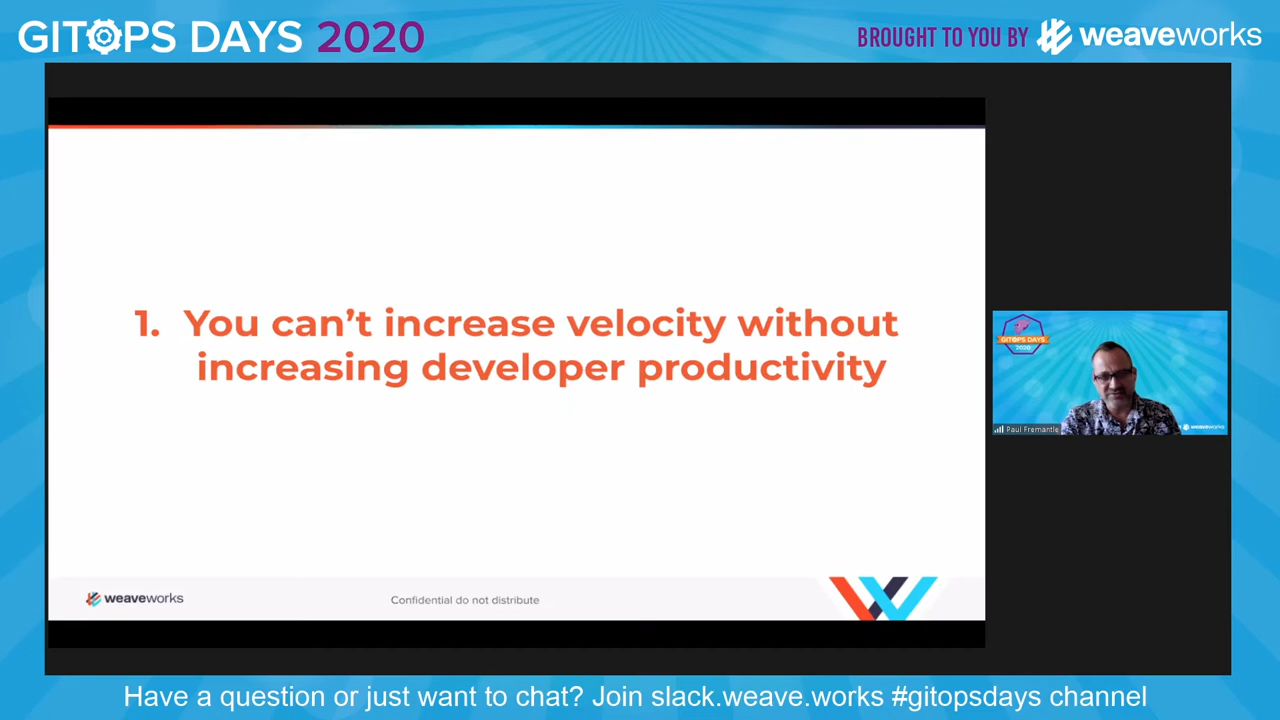 GITOPS DAYS 2020
BROUGHT TO YOU BY weaveworks
1. You can’t increase velocity without
increasing developer productivity
GITOPS DAYS
2020
Paul Fremantle
weaveworks
weaveworks
Confidential do not distribute
Have a question or just want to chat? Join slack.weave.works #gitopsdays channel